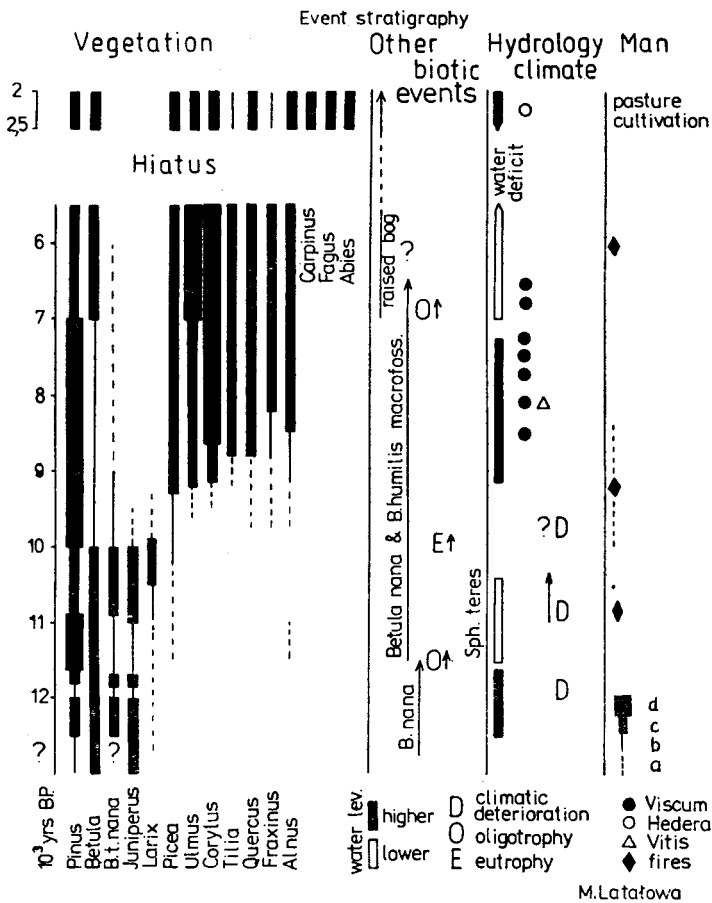 Event stratigraphy
Vegetation
Other
biotic
events
Hydrology
climate
Man
2
2,5
pasture
cultivation
Hiatus
water
deficit
6
7
8
9
10
11
12
?
?
Carpinus
Fagus
Abies
raised bog
?
O↑
Betula nana & B.humilis macrofoss.
E↑
O↑
B. nana
Sph. teres
?D
D
D
d
c
b
a
10³ yrs BP.
Pinus
Betula
B.t. nana
Juniperus
Larix
Picea
Ulmus
Corylus
Tilia
Quercus
Fraxinus
Alnus
water lev.
higher
lower
D climatic
deterioration
O oligotrophy
E eutrophy
Viscum
Hedera
Vitis
fires
M.Latałowa